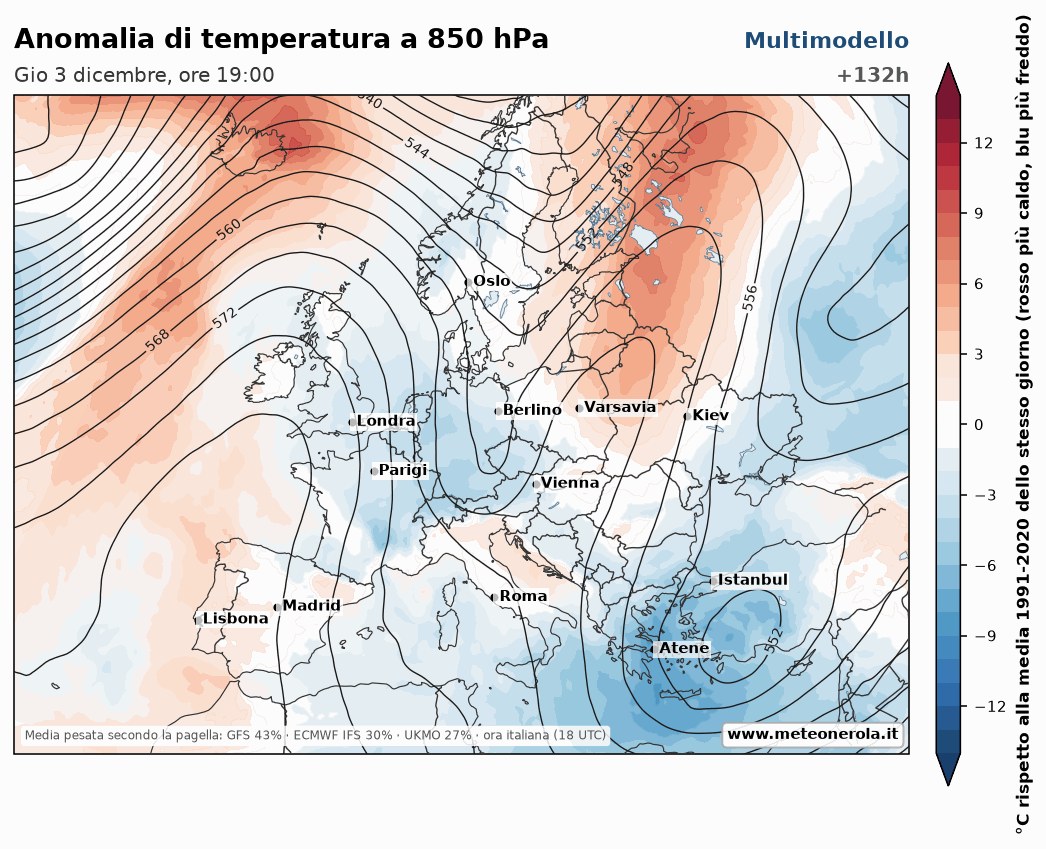 Anomalia di temperatura a 850 hPa
Multimodello
Gio 3 dicembre, ore 19:00
+132h
540
544
548
552
560
556
572
568
Oslo
Berlino
Varsavia
Kiev
Londra
Parigi
Vienna
Istanbul
Roma
Madrid
Lisbona
Atene
552
Media pesata secondo la pagella: GFS 43% · ECMWF IFS 30% · UKMO 27% · ora italiana (18 UTC)
www.meteonerola.it
12
9
6
3
0
−3
−6
−9
−12
°C rispetto alla media 1991-2020 dello stesso giorno (rosso più caldo, blu più freddo)